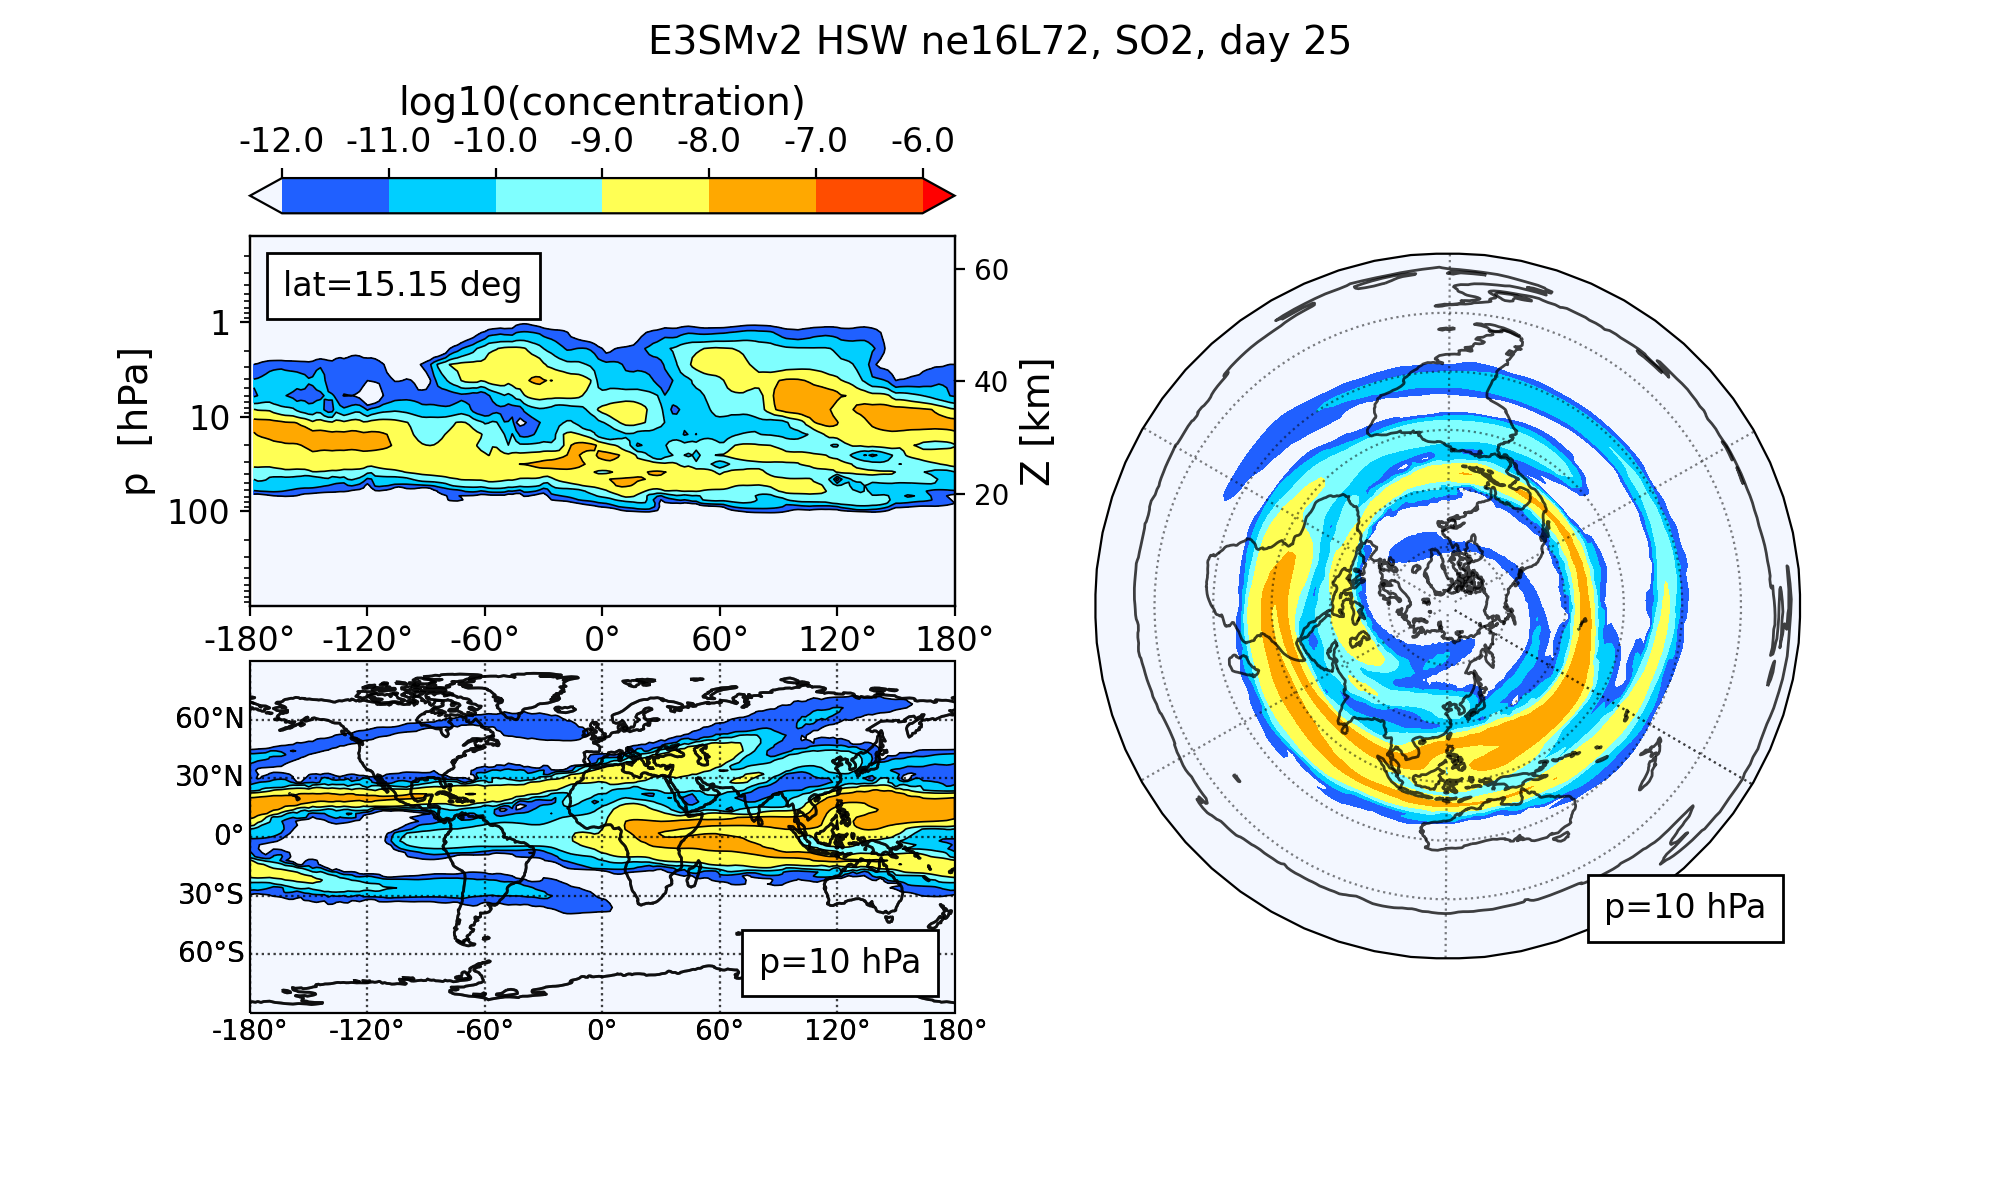 E3SMv2 HSW ne16L72, SO2, day 25
log10(concentration)
-12.0 -11.0 -10.0 -9.0 -8.0 -7.0 -6.0
lat=15.15 deg
p [hPa]
1
10
100
60
40
20
Z [km]
-180° -120° -60° 0° 60° 120° 180°
60°N
30°N
0°
30°S
60°S
p=10 hPa
-180° -120° -60° 0° 60° 120° 180°
p=10 hPa